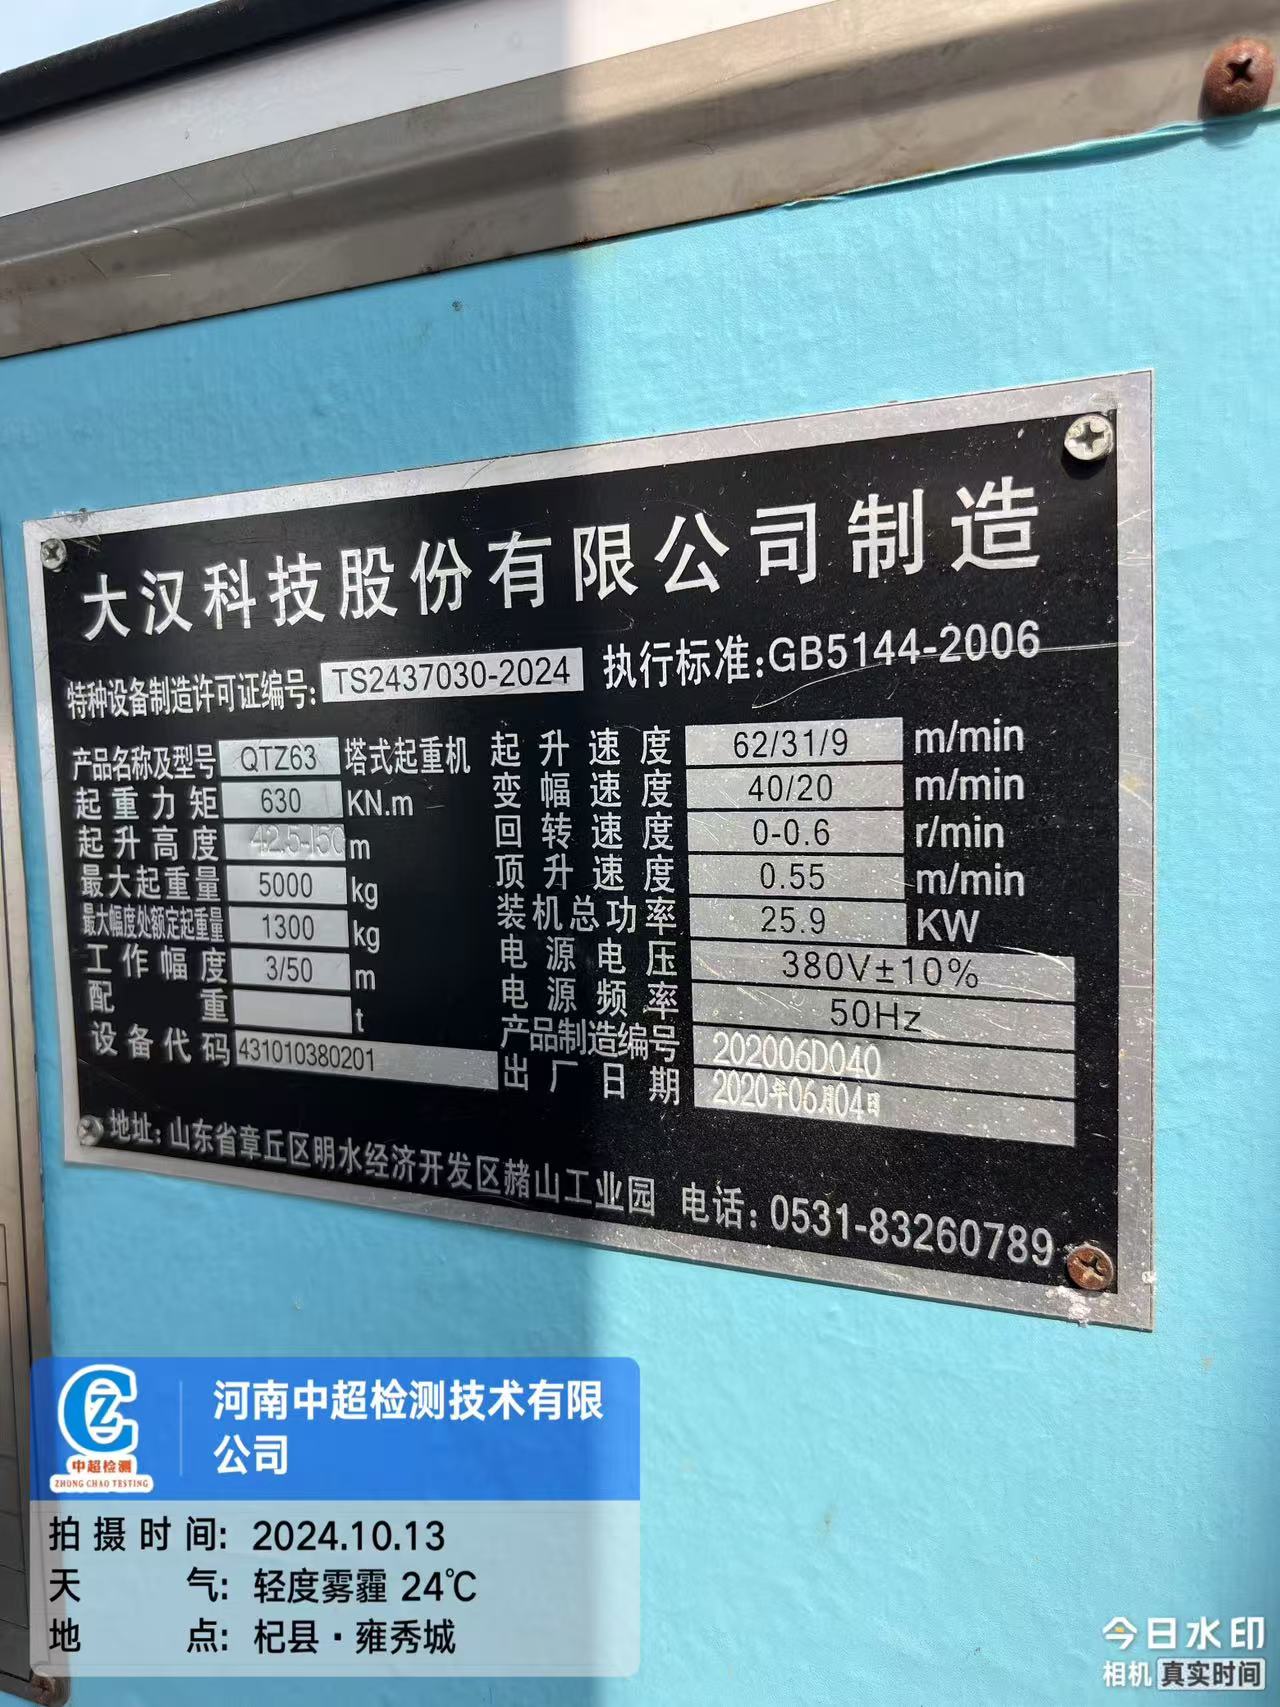 大汉科技股份有限公司制造
特种设备制造许可证编号: TS2437030-2024 执行标准:GB5144-2006
产品名称及型号 QTZ63 塔式起重机
起重力矩 630 KN.m
起升高度 42.5-150 m
最大起重量 5000 kg
最大幅度处额定起重量 1300 kg
工作幅度 3/50 m
配重 t
设备代码 431010380201
起升速度 62/31/9 m/min
变幅速度 40/20 m/min
回转速度 0-0.6 r/min
顶升速度 0.55 m/min
装机总功率 25.9 KW
电源电压 380V±10%
电源频率 50Hz
产品制造编号 202006D040
出厂日期 2020年06月04日
地址: 山东省章丘区明水经济开发区赭山工业园 电话: 0531-83260789
中超检测
ZHONG CHAO TESTING
河南中超检测技术有限
公司
拍摄时间: 2024.10.13
天气: 轻度雾霾 24℃
地点: 杞县·雍秀城
今日水印
相机 真实时间